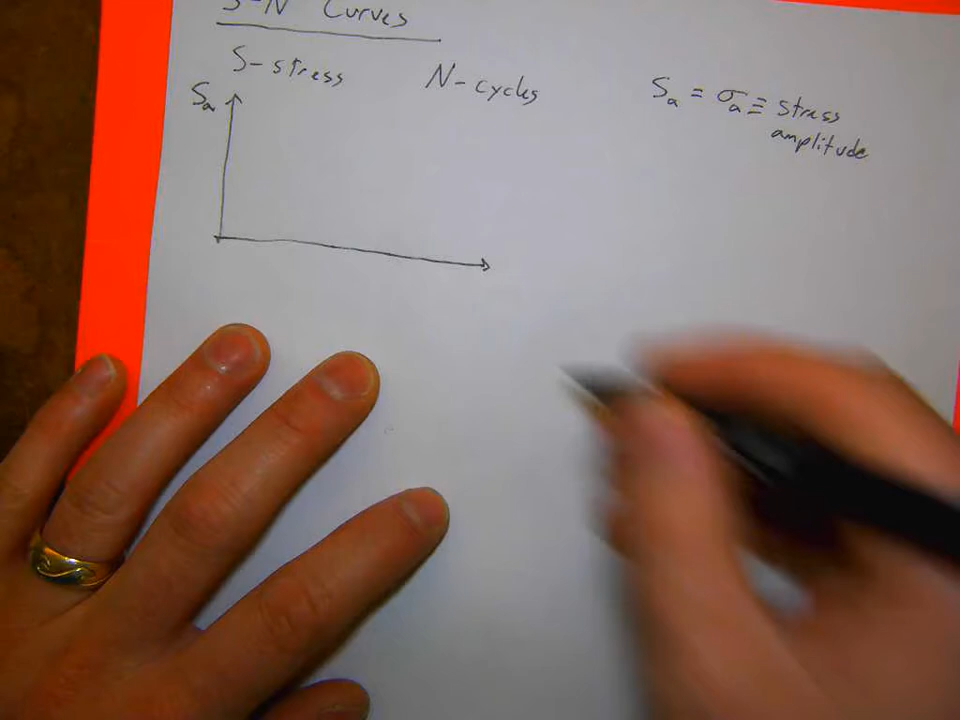 S-N Curves
S-stress N-cycles
Sa = σa ≡ stress
amplitude
Sa